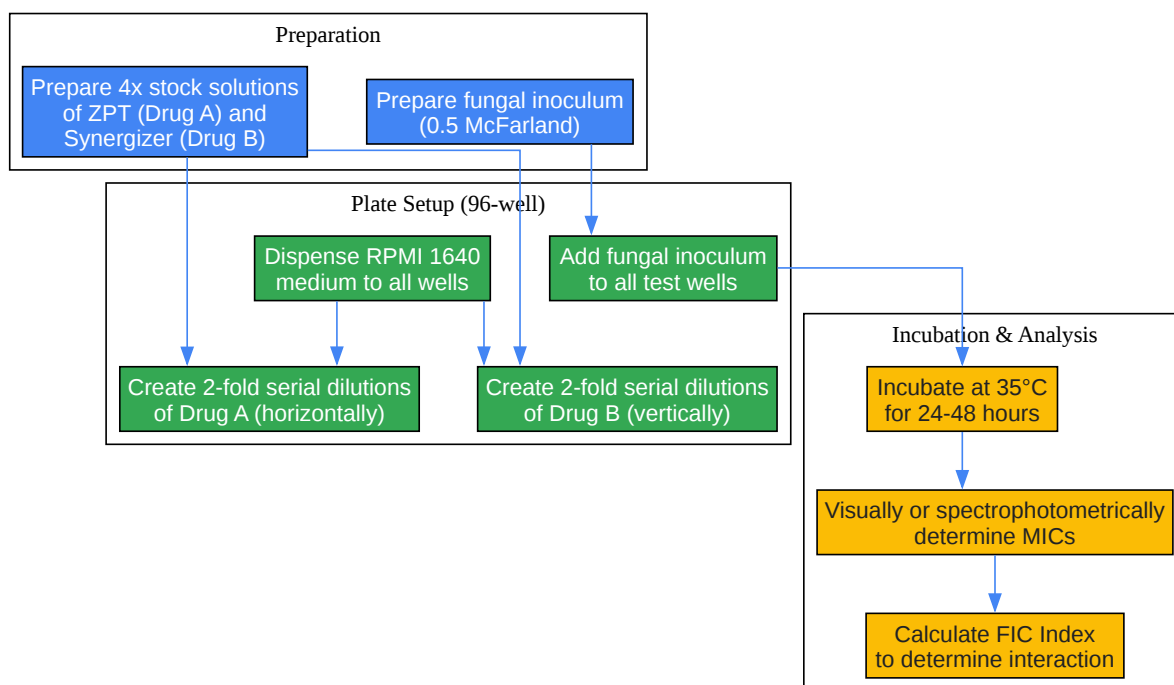 Preparation
Prepare 4x stock solutions
of ZPT (Drug A) and
Synergizer (Drug B)
Prepare fungal inoculum
(0.5 McFarland)
Plate Setup (96-well)
Dispense RPMI 1640
medium to all wells
Add fungal inoculum
to all test wells
Create 2-fold serial dilutions
of Drug A (horizontally)
Create 2-fold serial dilutions
of Drug B (vertically)
Incubation & Analysis
Incubate at 35°C
for 24-48 hours
Visually or spectrophotometrically
determine MICs
Calculate FIC Index
to determine interaction